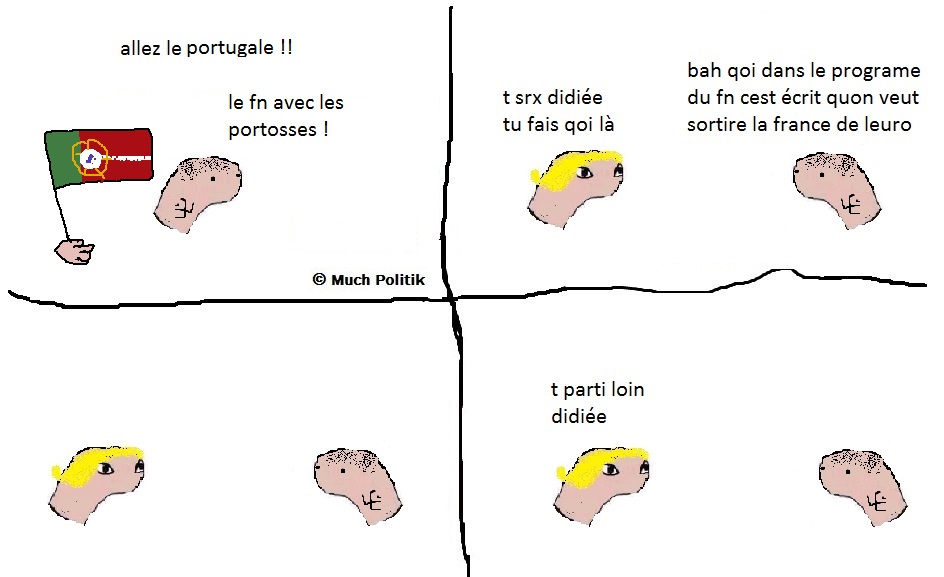 allez le portugale !!
le fn avec les
portosses !
© Much Politik
t srx didiée
tu fais qoi là
bah qoi dans le programe
du fn cest écrit quon veut
sortire la france de leuro
t parti loin
didiée